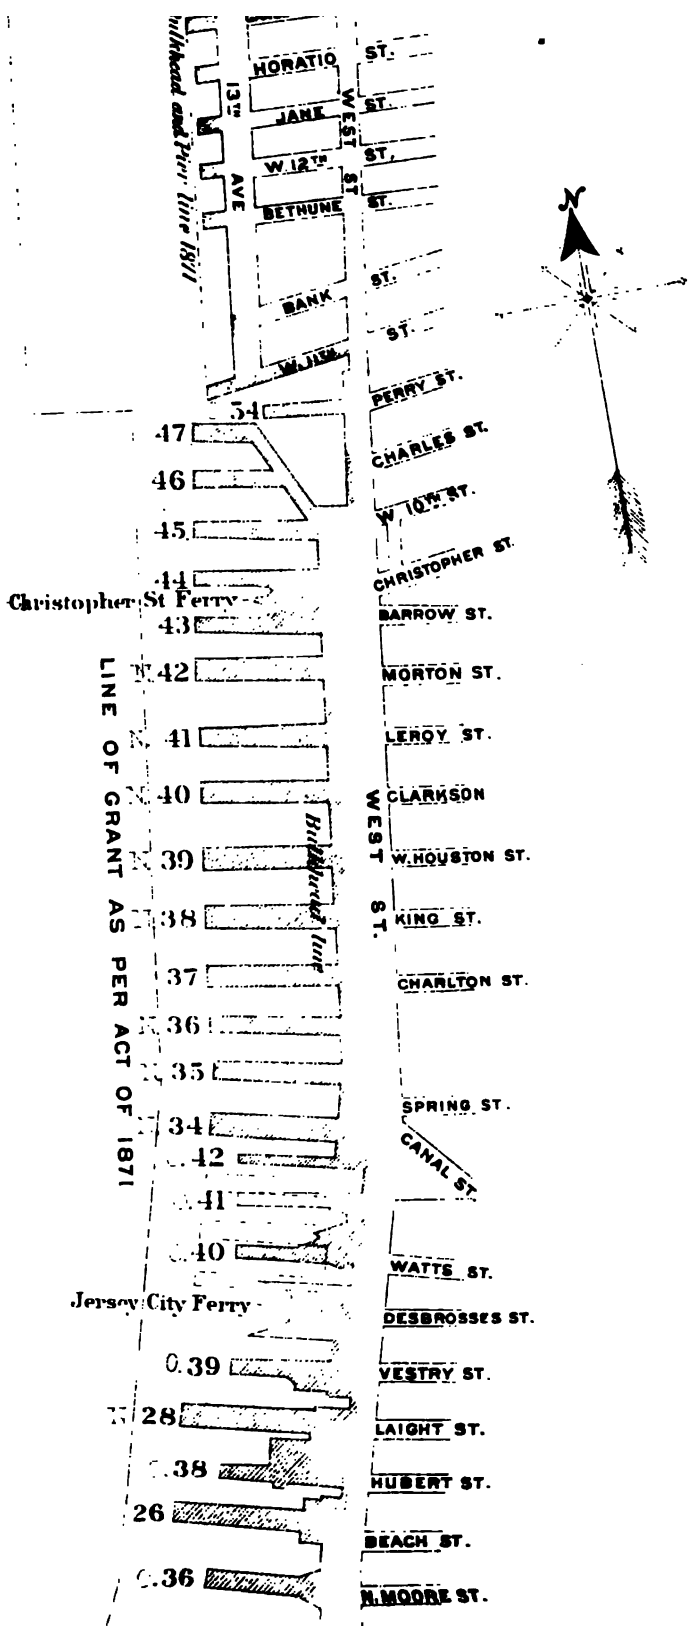 HORATIO ST.
13TH AVE
JANE ST.
WEST ST
W. 12TH ST.
BETHUNE ST.
Bulkhead and Pier line 1871
N
BANK ST.
W. 11TH ST.
PERRY ST.
54
47
CHARLES ST.
46
W 10TH ST.
45
CHRISTOPHER ST.
44
Christopher St Ferry
BARROW ST.
43
N. 42
MORTON ST.
N. 41
LEROY ST.
N. 40
CLARKSON
WEST ST.
Bulkhead line
LINE OF GRANT AS PER ACT OF 1871
N. 39
W. HOUSTON ST.
38
KING ST.
37
CHARLTON ST.
36
35
SPRING ST.
34
CANAL ST
42
41
40
WATTS ST.
Jersey City Ferry
DESBROSSES ST.
O.39
VESTRY ST.
N 28
LAIGHT ST.
.38
HUBERT ST.
26
BEACH ST.
O.36
N. MOORE ST.